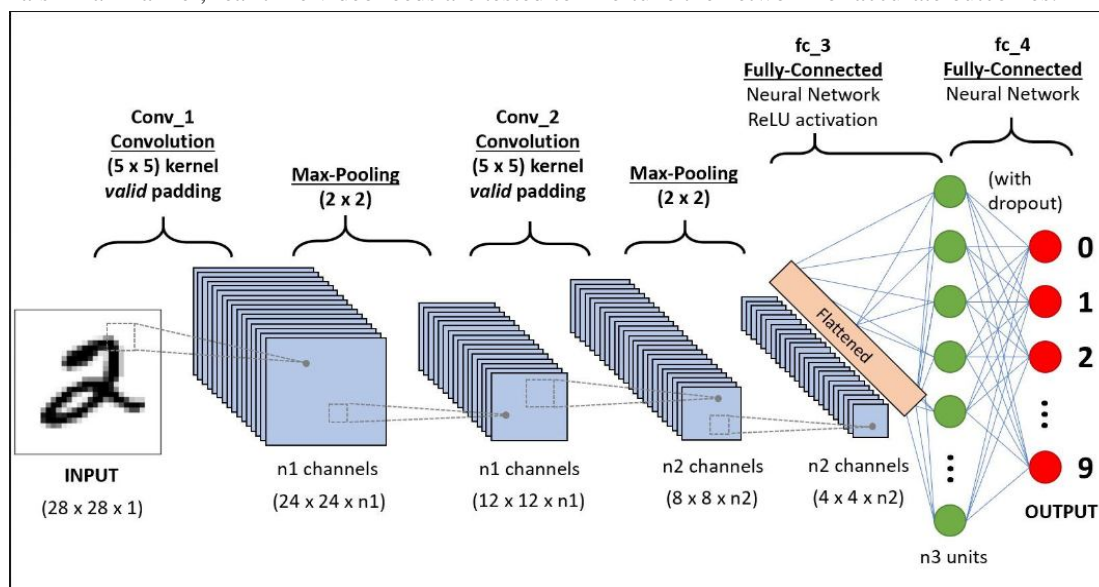 fc_3
Fully-Connected
Neural Network
ReLU activation
fc_4
Fully-Connected
Neural Network
Conv_1
Convolution
(5 x 5) kernel
valid padding
Max-Pooling
(2 x 2)
Conv_2
Convolution
(5 x 5) kernel
valid padding
Max-Pooling
(2 x 2)
(with
dropout)
0
1
2
9
Flattened
INPUT
(28 x 28 x 1)
n1 channels
(24 x 24 x n1)
n1 channels
(12 x 12 x n1)
n2 channels
(8 x 8 x n2)
n2 channels
(4 x 4 x n2)
n3 units
OUTPUT